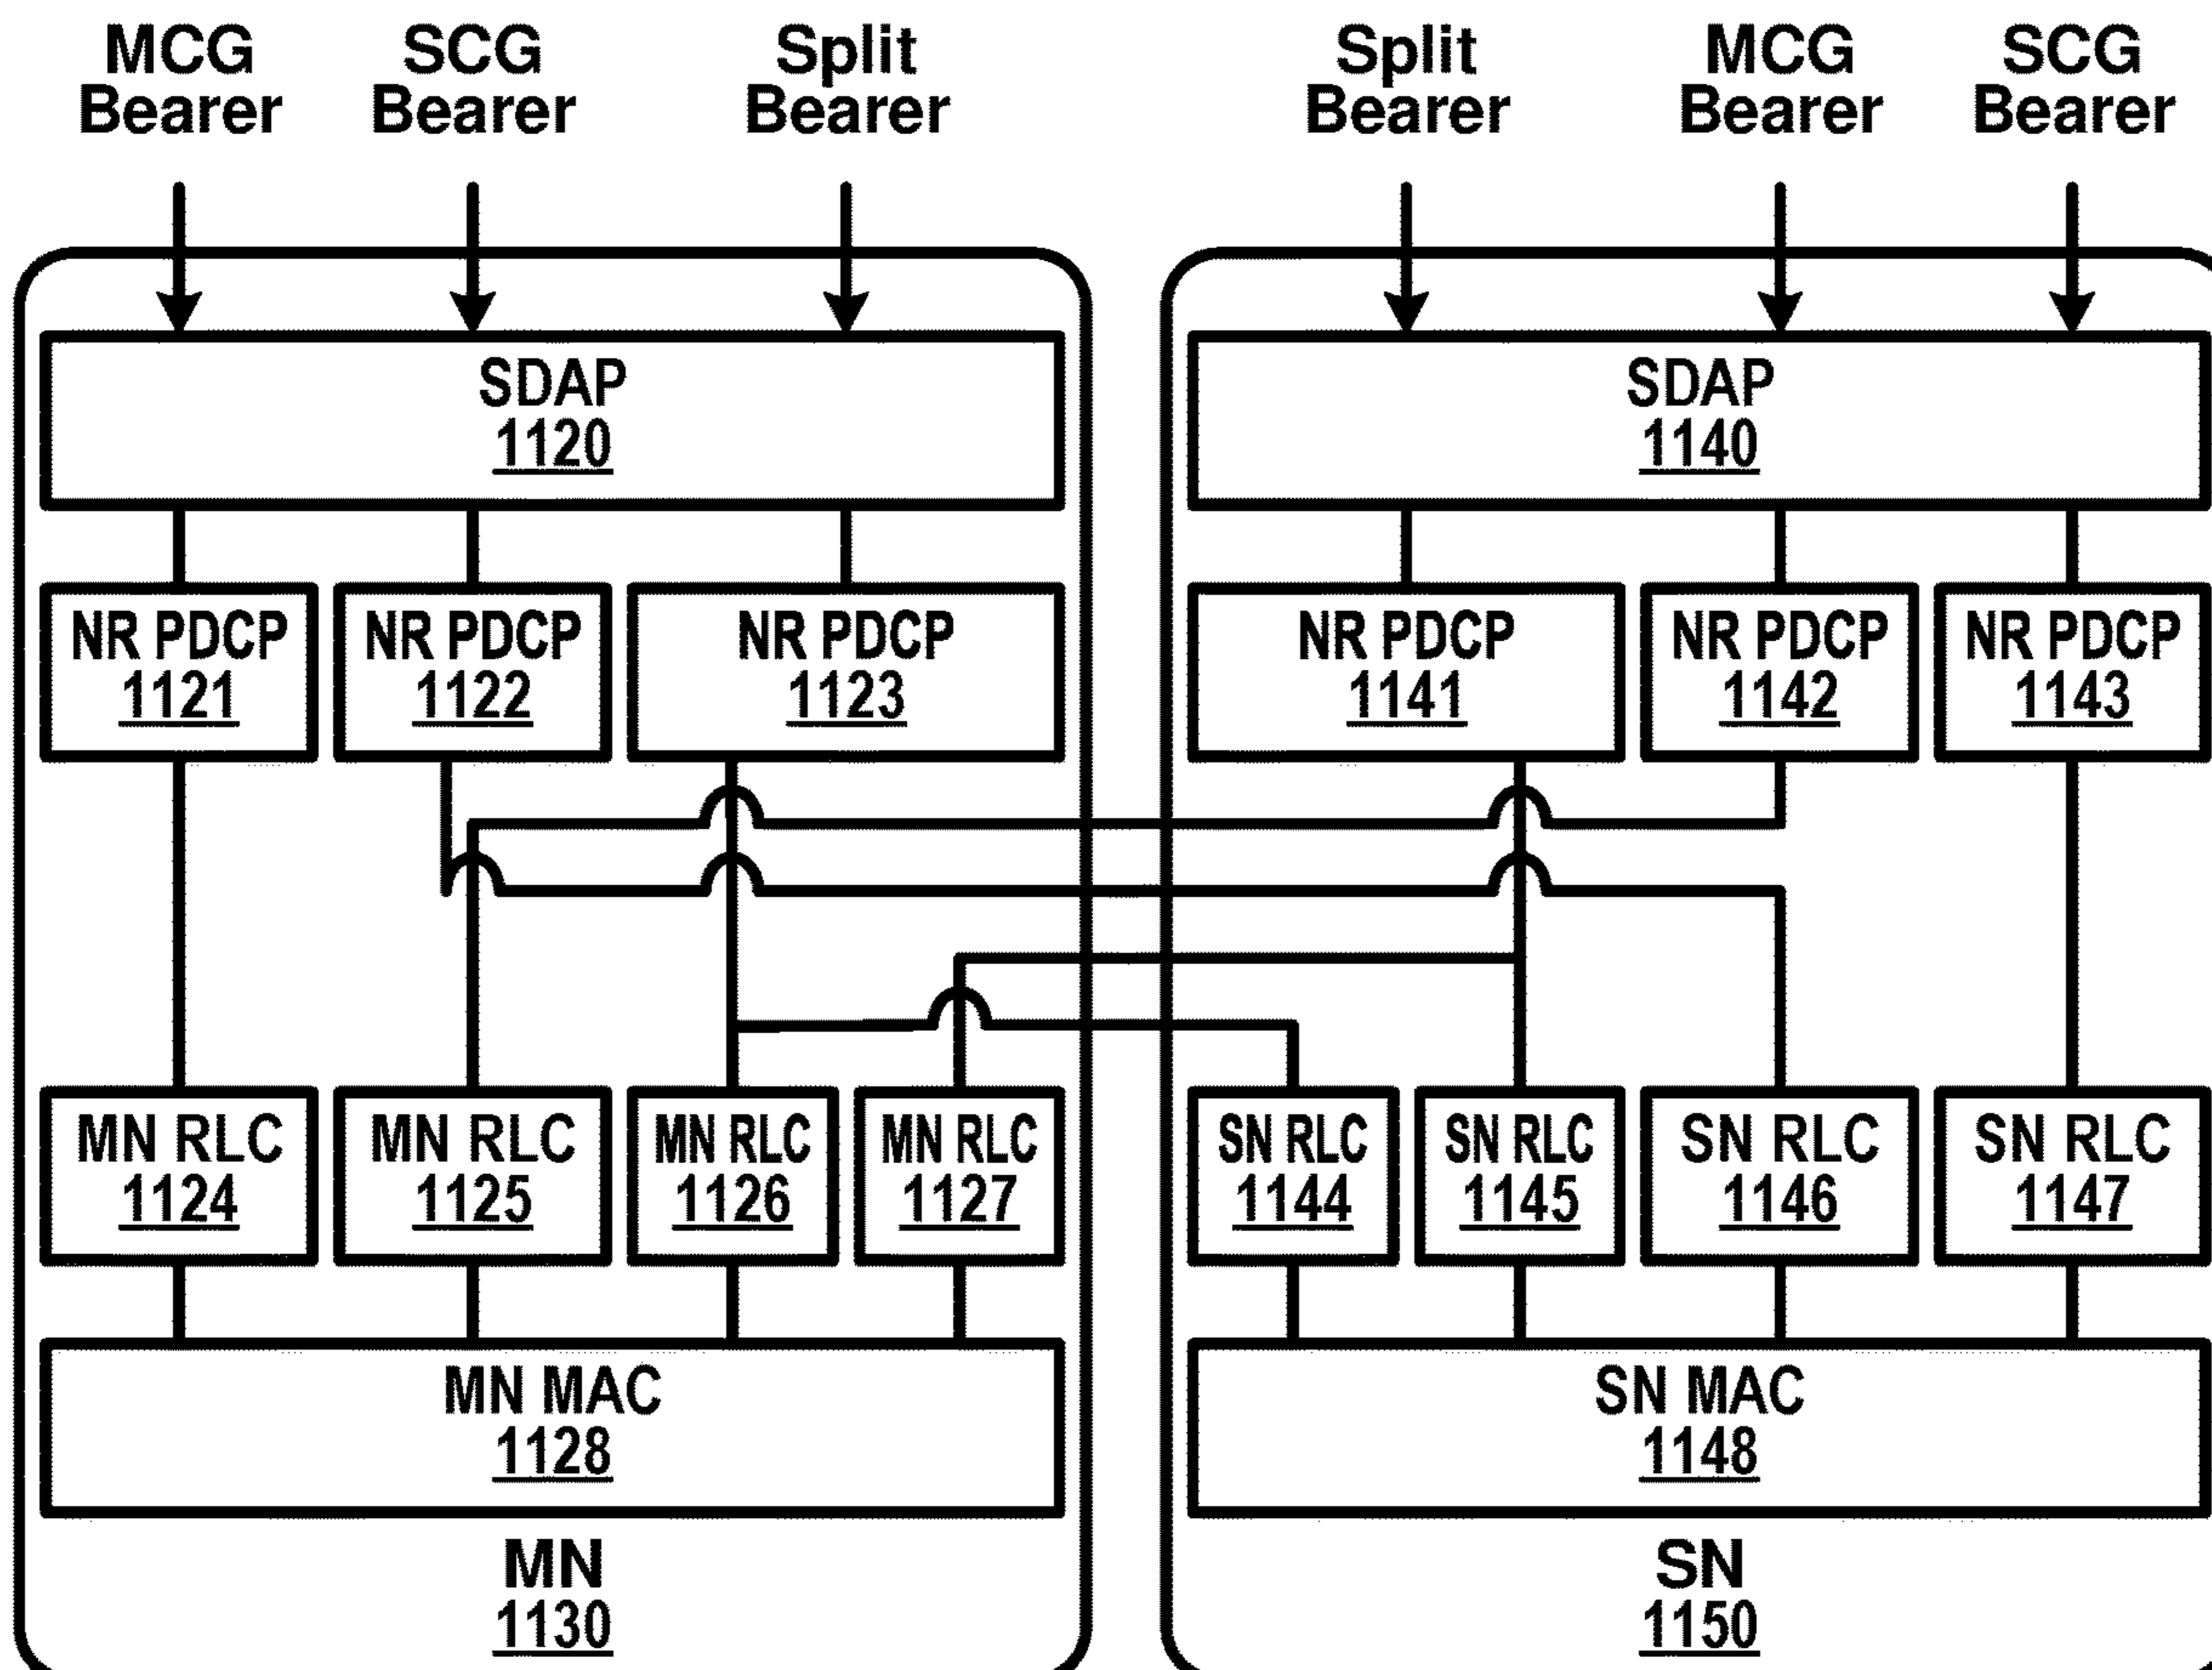 MCG
Bearer
SCG
Bearer
Split
Bearer
Split
Bearer
MCG
Bearer
SCG
Bearer
SDAP
1120
SDAP
1140
NR PDCP
1121
NR PDCP
1122
NR PDCP
1123
NR PDCP
1141
NR PDCP
1142
NR PDCP
1143
MN RLC
1124
MN RLC
1125
MN RLC
1126
MN RLC
1127
SN RLC
1144
SN RLC
1145
SN RLC
1146
SN RLC
1147
MN MAC
1128
SN MAC
1148
MN
1130
SN
1150